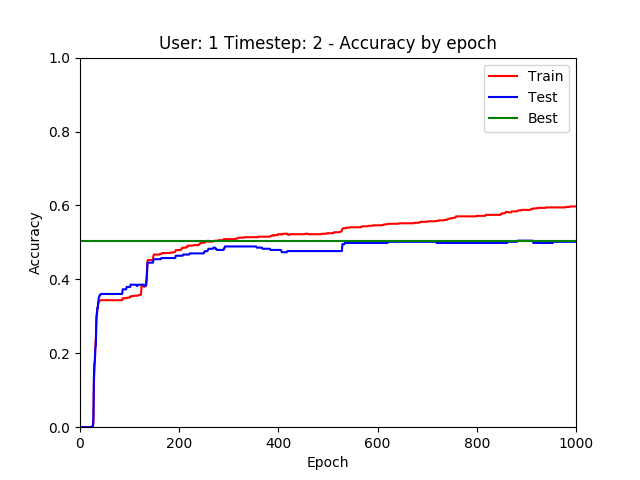 User: 1 Timestep: 2 - Accuracy by epoch
1.0
Train
Test
Best
0.8
0.6
Accuracy
0.4
0.2
0.0
0 200 400 600 800 1000
Epoch